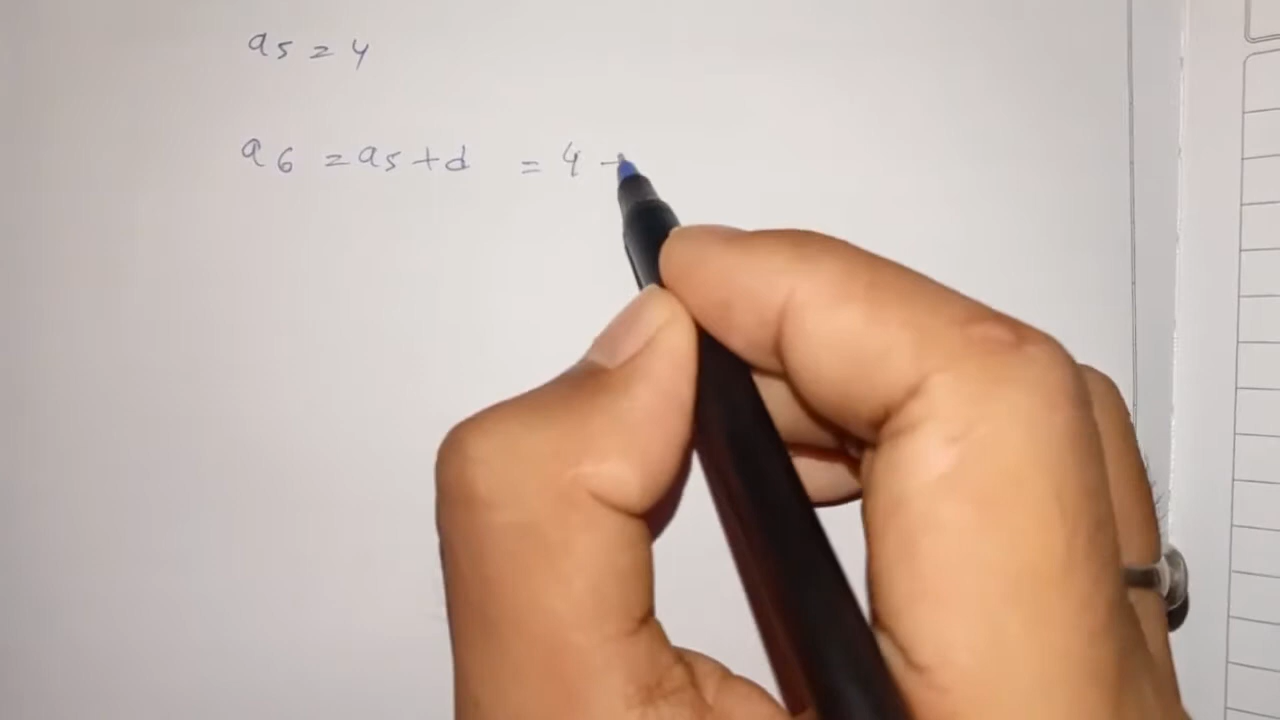 a5 = 4
a6 = a5 + d = 4 +